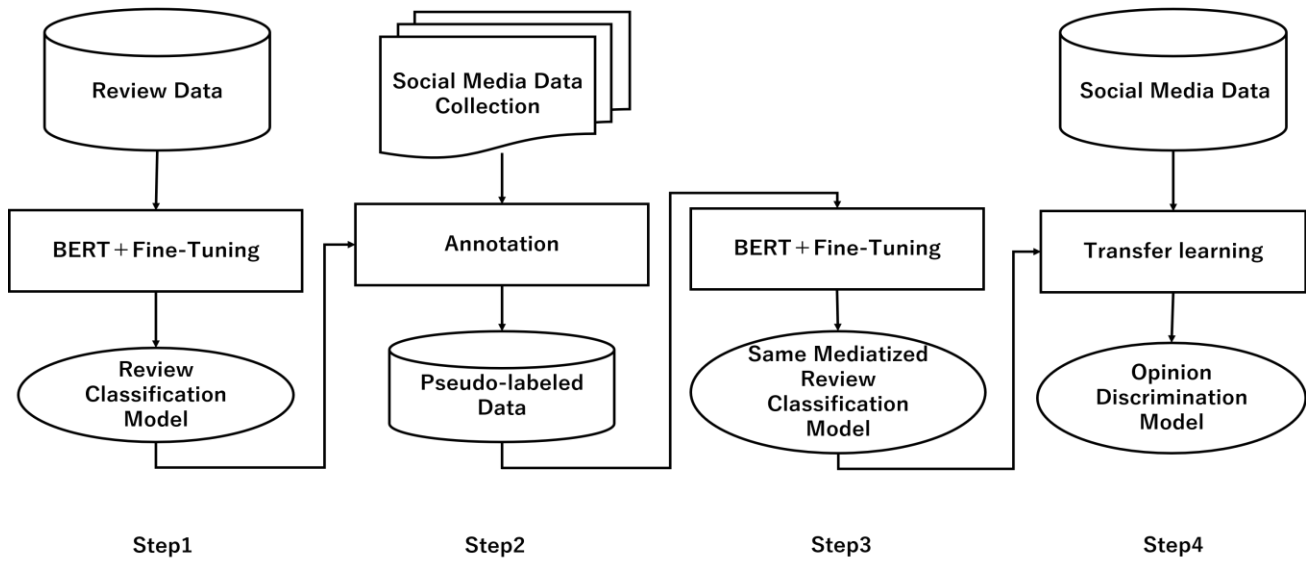 Review Data
BERT＋Fine-Tuning
Review
Classification
Model
Step1
Social Media Data
Collection
Annotation
Pseudo-labeled
Data
Step2
BERT＋Fine-Tuning
Same Mediatized
Review
Classification
Model
Step3
Social Media Data
Transfer learning
Opinion
Discrimination
Model
Step4